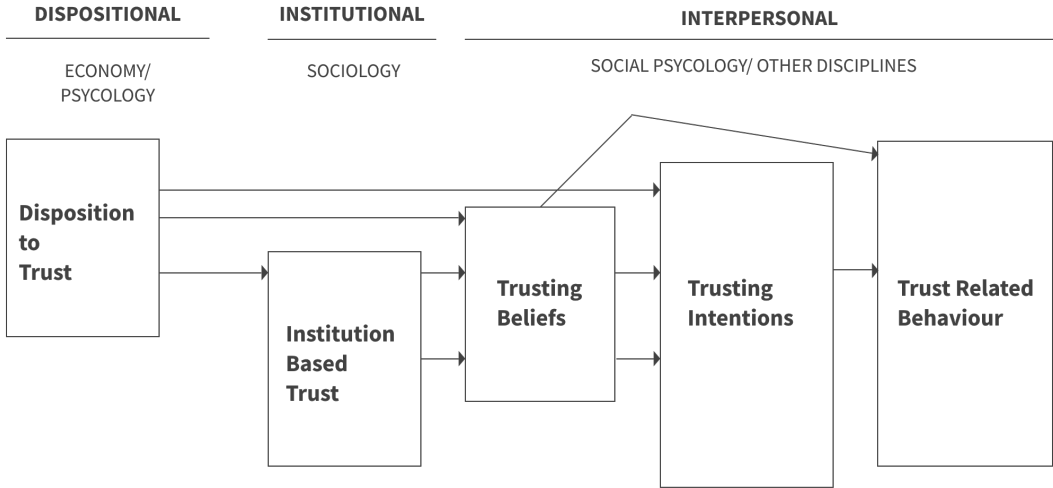 DISPOSITIONAL
INSTITUTIONAL
INTERPERSONAL
ECONOMY/
PSYCOLOGY
SOCIOLOGY
SOCIAL PSYCOLOGY/ OTHER DISCIPLINES
Disposition
to
Trust
Institution
Based
Trust
Trusting
Beliefs
Trusting
Intentions
Trust Related
Behaviour